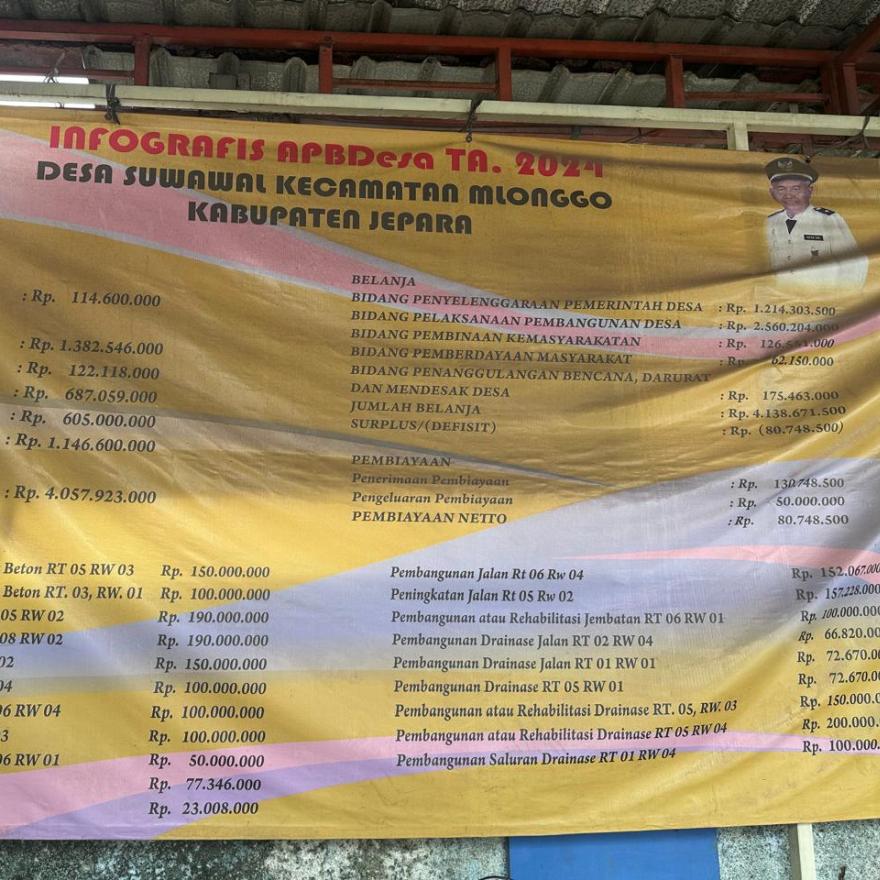 INFOGRAFIS APBDesa TA. 2024
DESA SUWAWAL KECAMATAN MLONGGO
KABUPATEN JEPARA
: Rp. 114.600.000
: Rp. 1.382.546.000
: Rp. 122.118.000
: Rp. 687.059.000
: Rp. 605.000.000
: Rp. 1.146.600.000
: Rp. 4.057.923.000
BELANJA
BIDANG PENYELENGGARAAN PEMERINTAH DESA : Rp. 1.214.303.500
BIDANG PELAKSANAAN PEMBANGUNAN DESA : Rp. 2.560.204.000
BIDANG PEMBINAAN KEMASYARAKATAN : Rp.
BIDANG PEMBERDAYAAN MASYARAKAT : Rp. 62.150.000
BIDANG PENANGGULANGAN BENCANA, DARURAT
DAN MENDESAK DESA : Rp. 175.463.000
JUMLAH BELANJA : Rp. 4.138.671.500
SURPLUS/(DEFISIT) : Rp. (80.748.500)
PEMBIAYAAN
Penerimaan Pembiayaan : Rp. 130.748.500
Pengeluaran Pembiayaan : Rp. 50.000.000
PEMBIAYAAN NETTO : Rp. 80.748.500
Beton RT 05 RW 03 Rp. 150.000.000
Beton RT. 03, RW. 01 Rp. 100.000.000
05 RW 02 Rp. 190.000.000
08 RW 02 Rp. 190.000.000
02 Rp. 150.000.000
04 Rp. 100.000.000
06 RW 04 Rp. 100.000.000
03 Rp. 100.000.000
06 RW 01 Rp. 50.000.000
Rp. 77.346.000
Rp. 23.008.000
Pembangunan Jalan Rt 06 Rw 04 Rp. 152.067.000
Peningkatan Jalan Rt 05 Rw 02 Rp. 157.228.000
Pembangunan atau Rehabilitasi Jembatan RT 06 RW 01 Rp. 100.000.000
Pembangunan Drainase Jalan RT 02 RW 04 Rp. 66.820.00
Pembangunan Drainase Jalan RT 01 RW 01 Rp. 72.670.00
Pembangunan Drainase RT 05 RW 01 Rp. 72.670.00
Pembangunan atau Rehabilitasi Drainase RT. 05, RW. 03 Rp. 150.000.0
Pembangunan atau Rehabilitasi Drainase RT 05 RW 04 Rp. 200.000.0
Pembangunan Saluran Drainase RT 01 RW 04 Rp. 100.000.